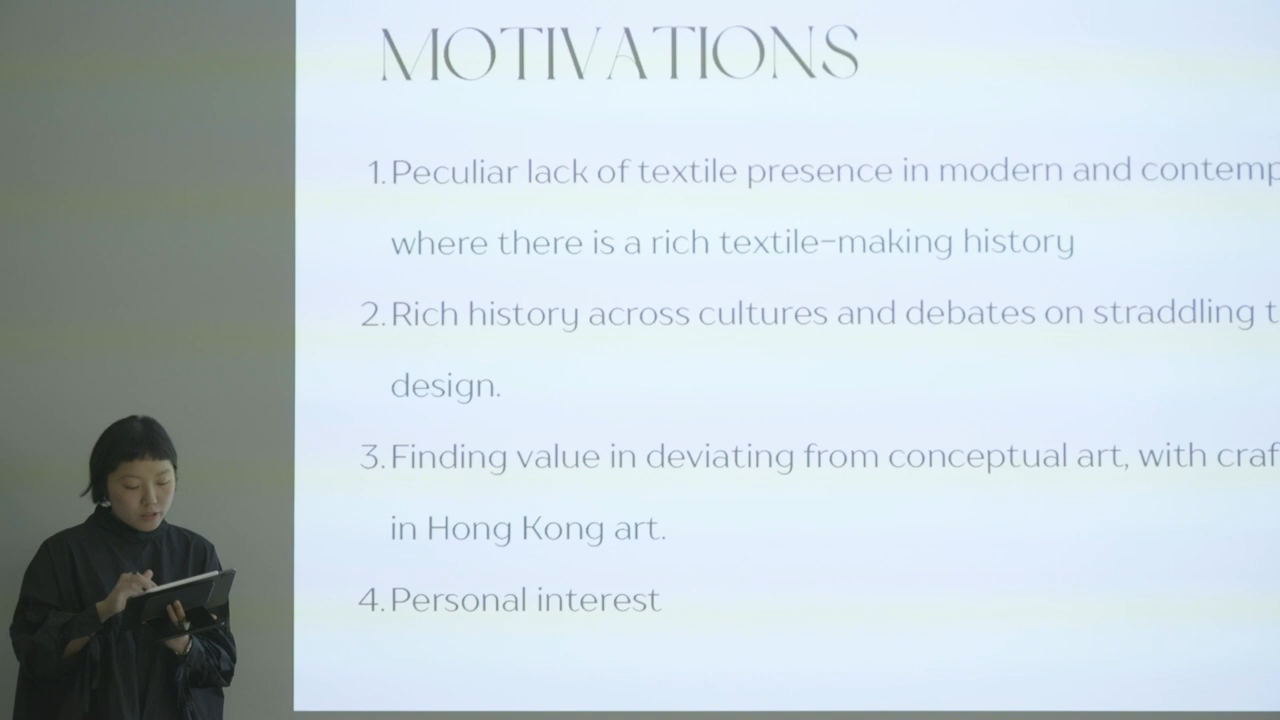 MOTIVATIONS
1. Peculiar lack of textile presence in modern and
where there is a rich textile-making history
2. Rich history across cultures and debates on straddling
design.
3. Finding value in deviating from conceptual art, with
in Hong Kong art.
4. Personal interest